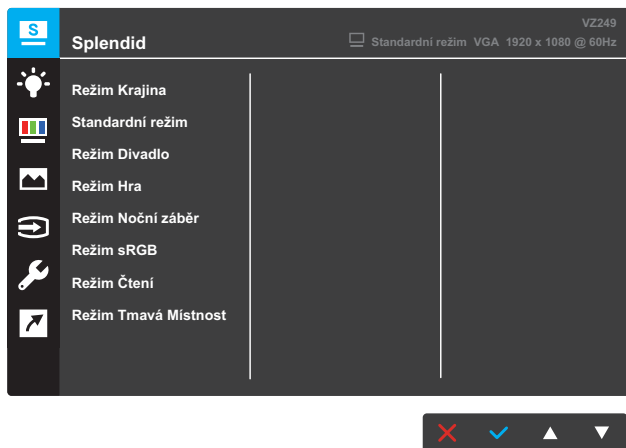 S
VZ249
Splendid
Standardní režim VGA 1920 x 1080 @ 60Hz
Režim Krajina
Standardní režim
Režim Divadlo
Režim Hra
Režim Noční záběr
Režim sRGB
Režim Čtení
Režim Tmavá Místnost